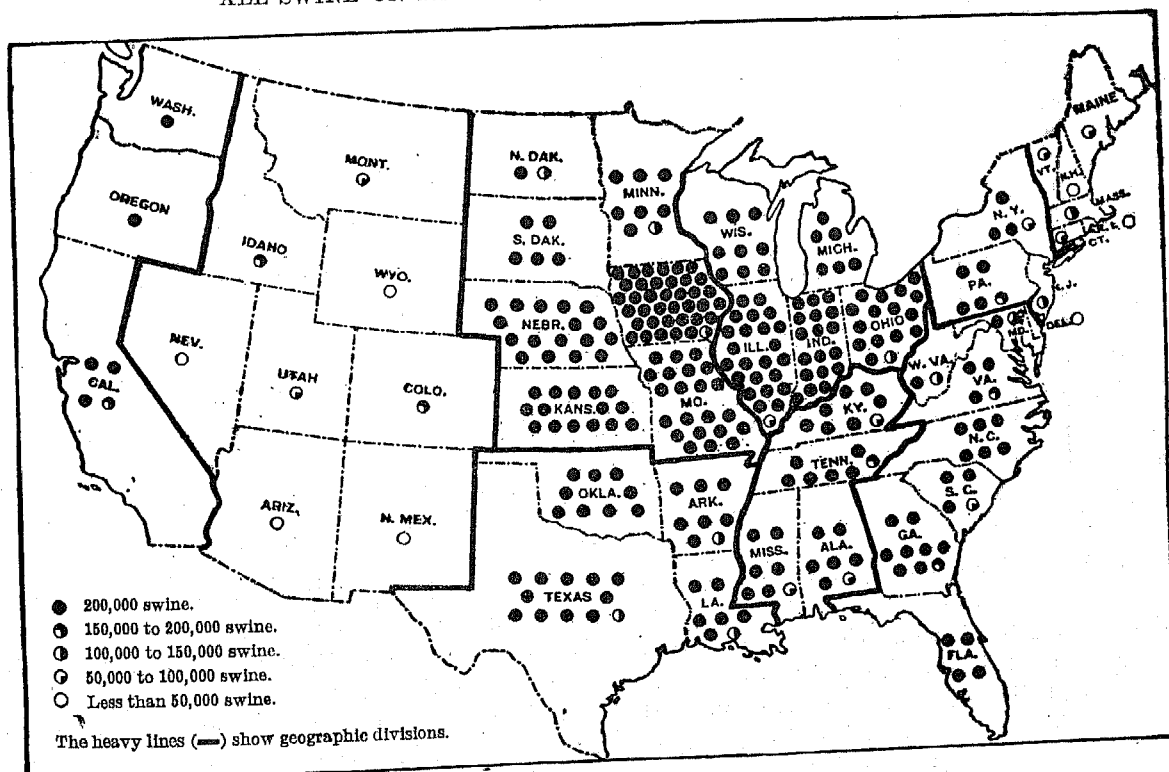 ALL SWINE
WASH.
MONT.
N. DAK.
MINN.
MAINE
VT.
N.H.
OREGON
IDAHO
S. DAK.
WIS.
MICH.
N. Y.
MASS.
R. I.
CT.
WYO.
NEBR.
PA.
N. J.
NEV.
UTAH
COLO.
ILL.
IND.
OHIO
MD.
DEL.
CAL.
KANS.
MO.
W. VA.
VA.
KY.
N. C.
TENN.
ARIZ.
N. MEX.
OKLA.
ARK.
S. C.
MISS.
ALA.
GA.
TEXAS
LA.
FLA.
200,000 swine.
150,000 to 200,000 swine.
100,000 to 150,000 swine.
50,000 to 100,000 swine.
Less than 50,000 swine.
The heavy lines (▬) show geographic divisions.